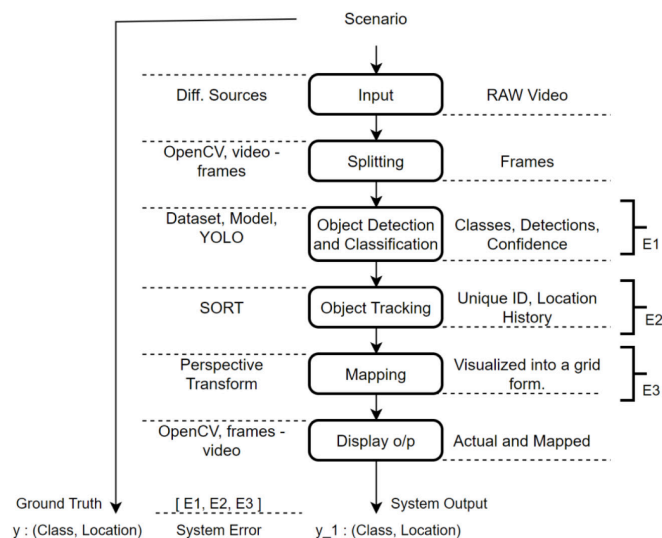 Scenario
Diff. Sources
Input
RAW Video
OpenCV, video -
frames
Splitting
Frames
Dataset, Model,
YOLO
Object Detection
and Classification
Classes, Detections,
Confidence
E1
SORT
Object Tracking
Unique ID, Location
History
E2
Perspective
Transform
Mapping
Visualized into a grid
form.
E3
OpenCV, frames -
video
Display o/p
Actual and Mapped
Ground Truth
[ E1, E2, E3 ]
System Output
y : (Class, Location)
System Error
y_1 : (Class, Location)